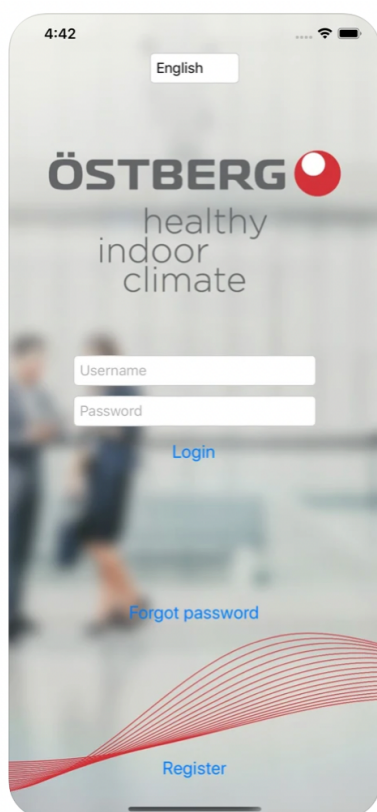 4:42
English
ÖSTBERG
healthy
indoor
climate
Username
Password
Login
Forgot password
Register